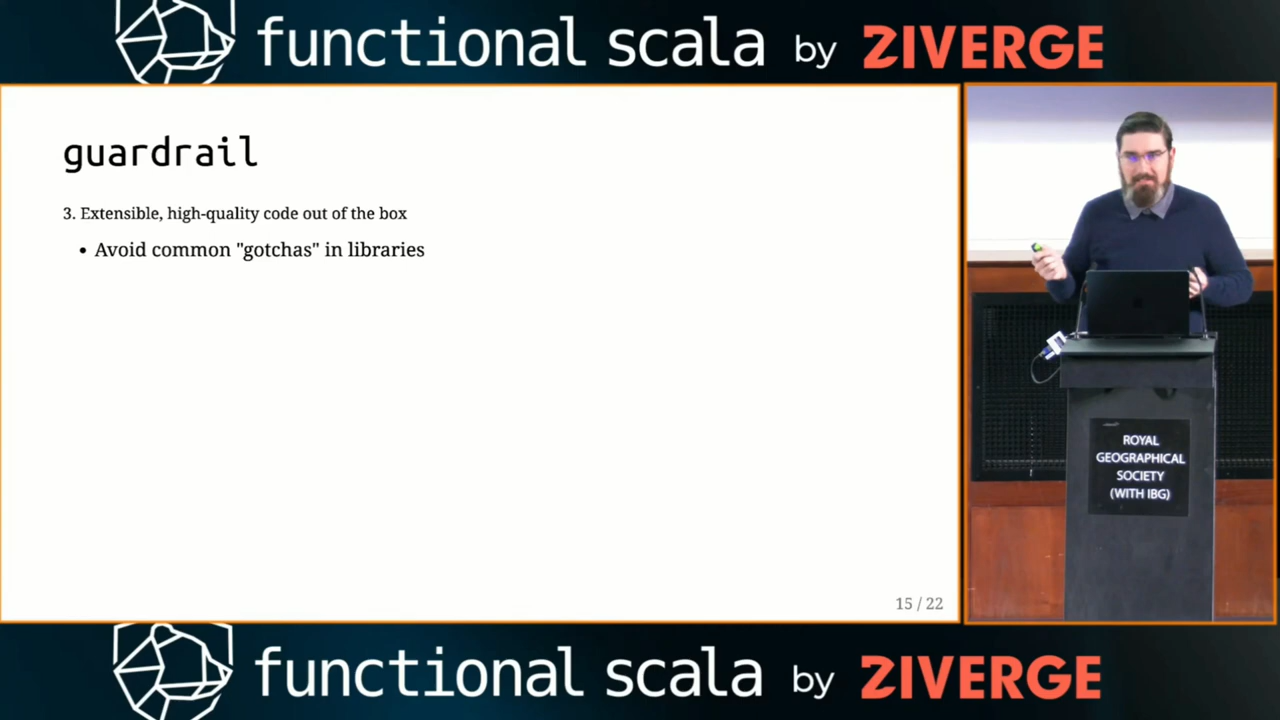 functional scala by ZIVERGE
guardrail
3. Extensible, high-quality code out of the box
• Avoid common "gotchas" in libraries
15 / 22
ROYAL
GEOGRAPHICAL
SOCIETY
(WITH IBG)
functional scala by ZIVERGE